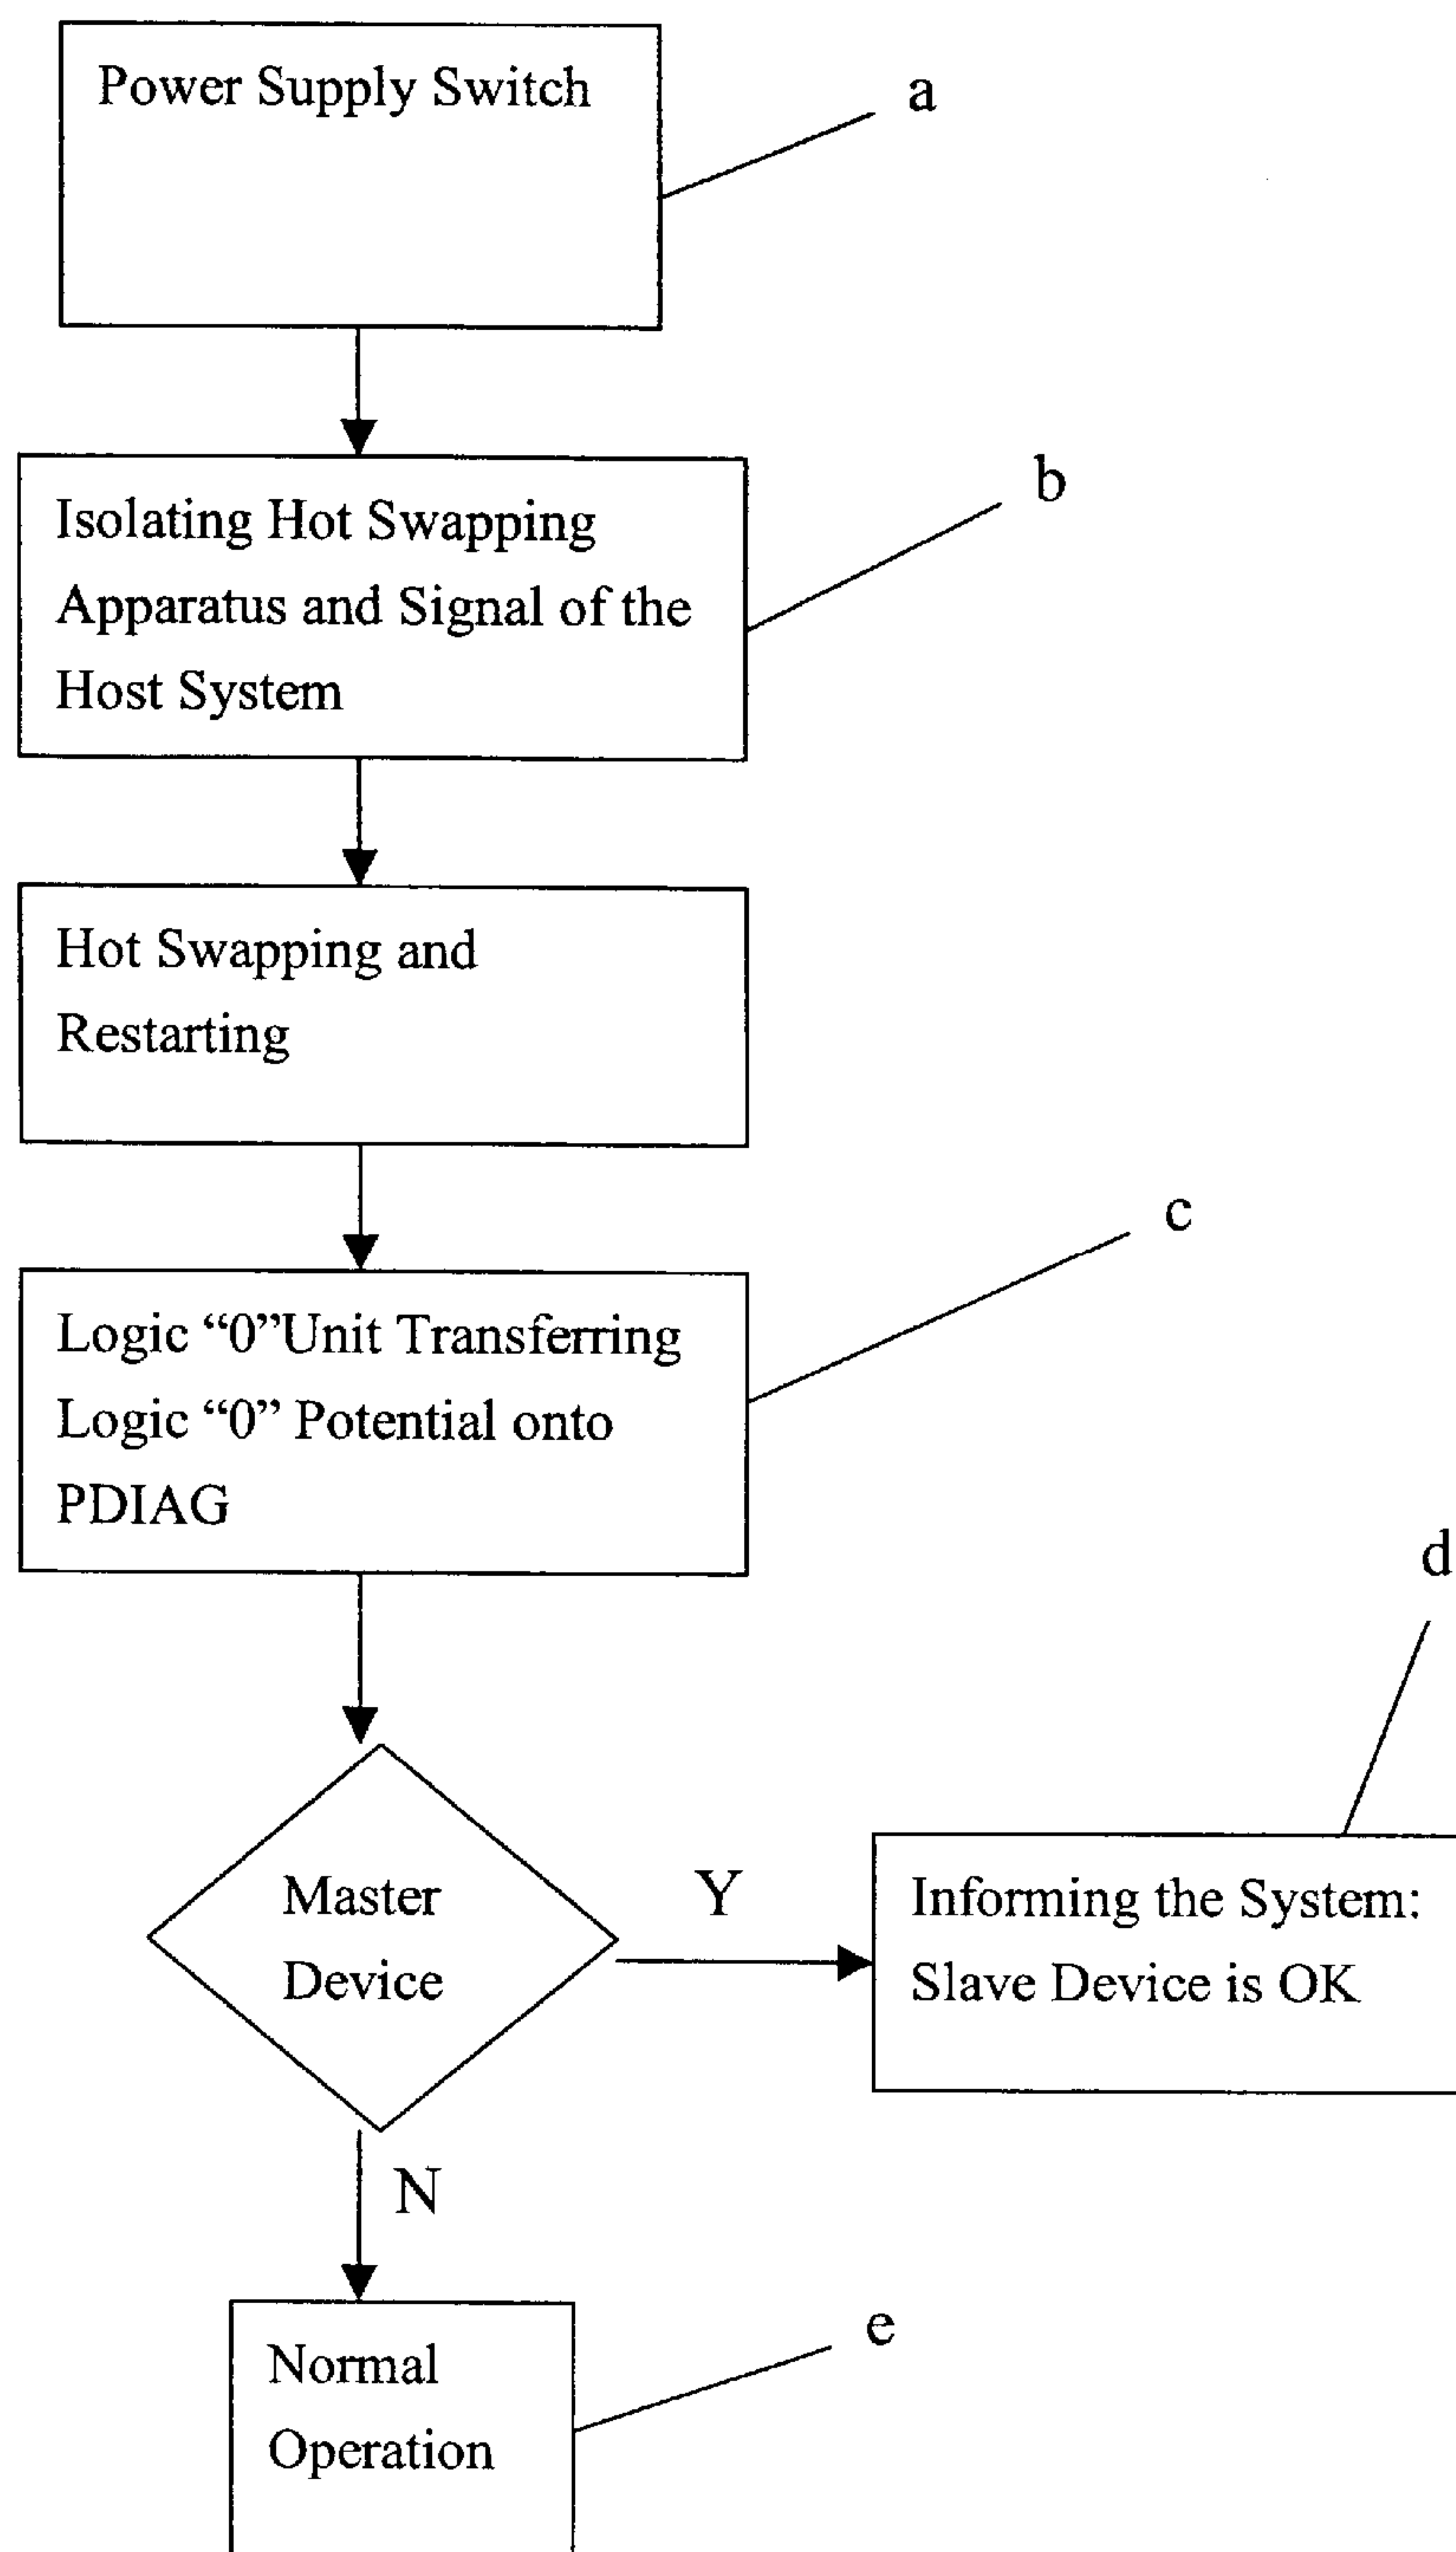 Power Supply Switch
a
Isolating Hot Swapping
Apparatus and Signal of the
Host System
b
Hot Swapping and
Restarting
Logic “0”Unit Transferring
Logic “0” Potential onto
PDIAG
c
Master
Device
Y
d
Informing the System:
Slave Device is OK
N
Normal
Operation
e